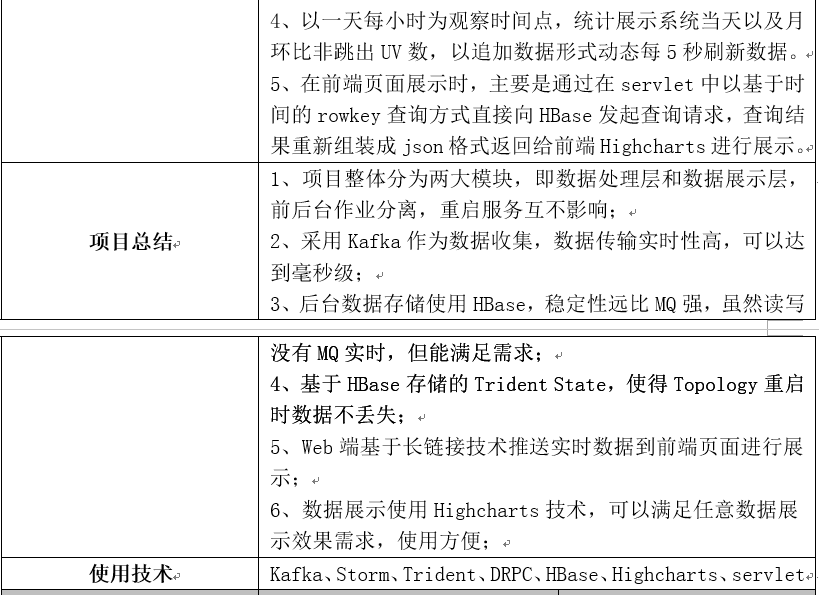 4、以一天每小时为观察时间点，统计展示系统当天以及月
环比非跳出 UV 数，以追加数据形式动态每 5 秒刷新数据。
5、在前端页面展示时，主要是通过在 servlet 中以基于时
间的 rowkey 查询方式直接向 HBase 发起查询请求，查询结
果重新组装成 json 格式返回给前端 Highcharts 进行展示。
项目总结
1、项目整体分为两大模块，即数据处理层和数据展示层，
前后台作业分离，重启服务互不影响；
2、采用 Kafka 作为数据收集，数据传输实时性高，可以达
到毫秒级；
3、后台数据存储使用 HBase，稳定性远比 MQ 强，虽然读写
没有 MQ 实时，但能满足需求；
4、基于 HBase 存储的 Trident State，使得 Topology 重启
时数据不丢失；
5、Web 端基于长链接技术推送实时数据到前端页面进行展
示；
6、数据展示使用 Highcharts 技术，可以满足任意数据展
示效果需求，使用方便；
使用技术
Kafka、Storm、Trident、DRPC、HBase、Highcharts、servlet